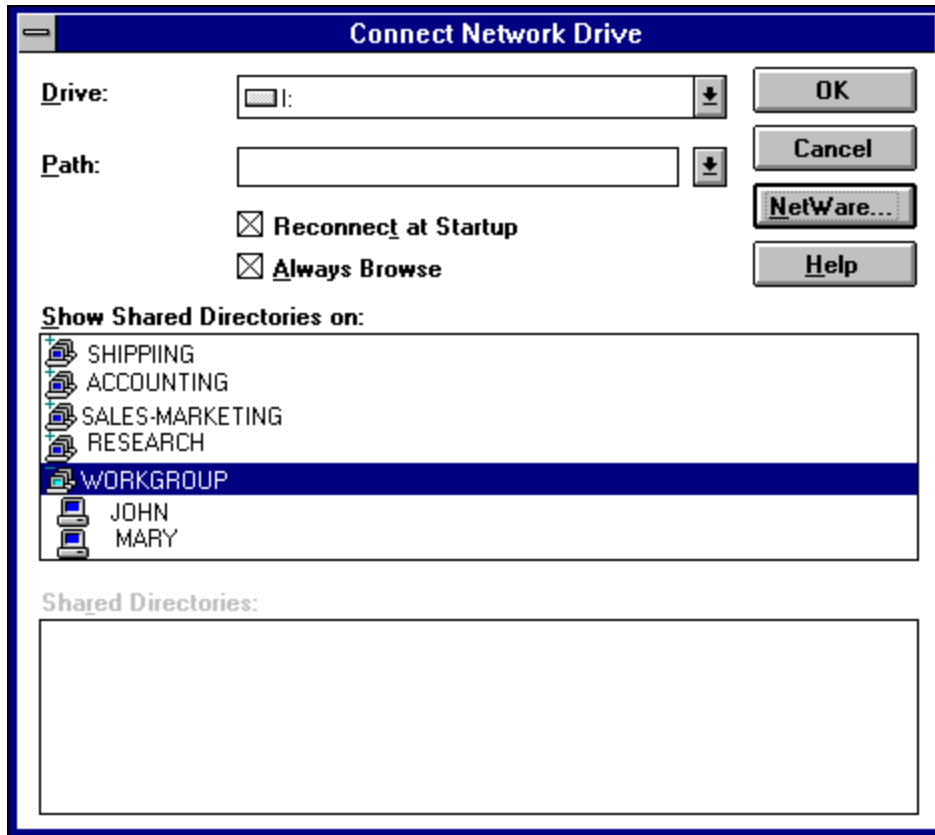 Connect Network Drive
Drive: I: OK
Cancel
Path:
NetWare...
Reconnect at Startup
Always Browse Help
Show Shared Directories on:
SHIPPIING
ACCOUNTING
SALES-MARKETING
RESEARCH
WORKGROUP
JOHN
MARY
Shared Directories: